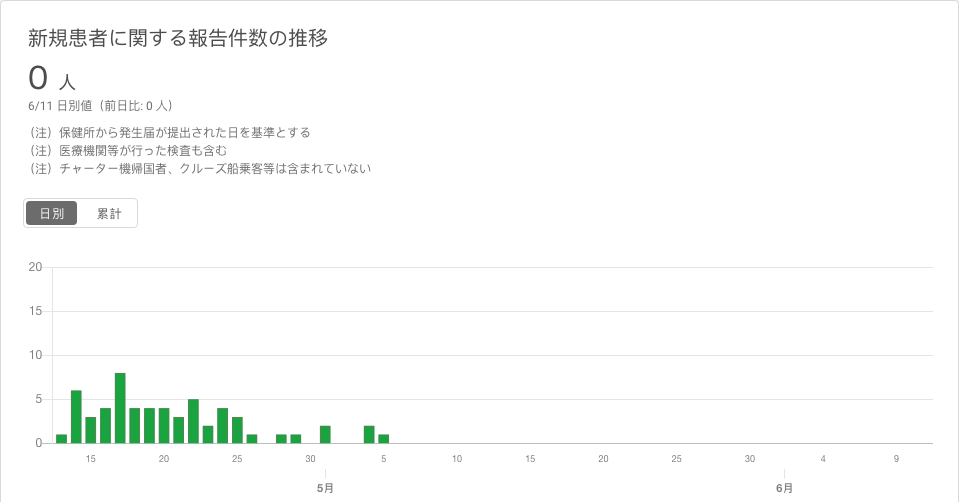 新規患者に関する報告件数の推移
0 人
6/11 日別値（前日比: 0 人）
（注）保健所から発生届が提出された日を基準とする
（注）医療機関等が行った検査も含む
（注）チャーター機帰国者、クルーズ船乗客等は含まれていない
日別 累計
20
15
10
5
0
15 20 25 30 5 10 15 20 25 30 4 9
5月 6月